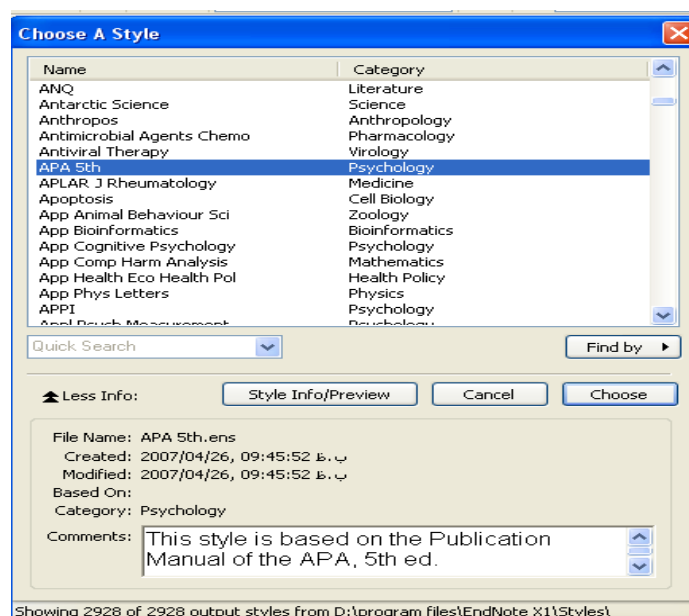 Choose A Style
Name Category
ANQ Literature
Antarctic Science Science
Anthropos Anthropology
Antimicrobial Agents Chemo Pharmacology
Antiviral Therapy Virology
APA 5th Psychology
APLAR J Rheumatology Medicine
Apoptosis Cell Biology
App Animal Behaviour Sci Zoology
App Bioinformatics Bioinformatics
App Cognitive Psychology Psychology
App Comp Harm Analysis Mathematics
App Health Eco Health Pol Health Policy
App Phys Letters Physics
APPI Psychology
Appl Psych Measurement Psychology
Quick Search Find by
Less Info: Style Info/Preview Cancel Choose
File Name: APA 5th.ens
Created: 2007/04/26, 09:45:52 ب.ظ
Modified: 2007/04/26, 09:45:52 ب.ظ
Based On:
Category: Psychology
Comments: This style is based on the Publication
Manual of the APA, 5th ed.
Showing 2928 of 2928 output styles from D:\program files\EndNote X1\Styles\